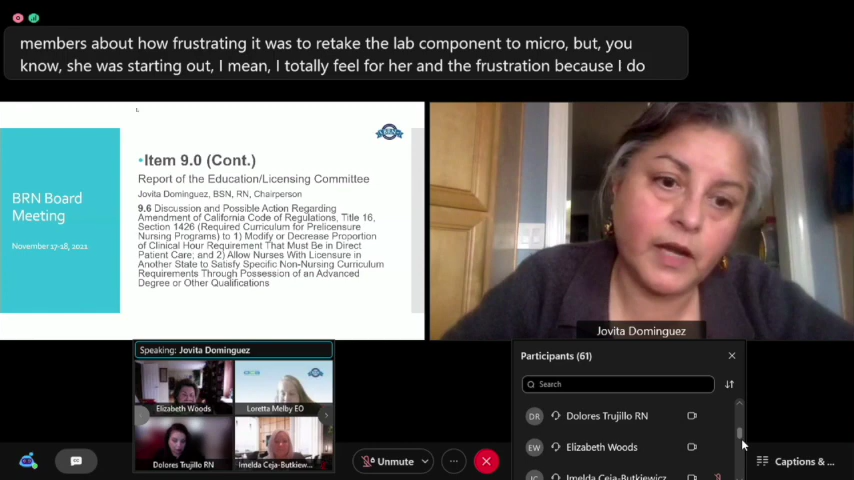 members about how frustrating it was to retake the lab component to micro, but, you
know, she was starting out, I mean, I totally feel for her and the frustration because I do
BRN Board
Meeting
November 17-18, 2021
•Item 9.0 (Cont.)
Report of the Education/Licensing Committee
Jovita Dominguez, BSN, RN, Chairperson
9.6 Discussion and Possible Action Regarding
Amendment of California Code of Regulations, Title 16,
Section 1426 (Required Curriculum for Prelicensure
Nursing Programs) to 1) Modify or Decrease Proportion
of Clinical Hour Requirement That Must Be in Direct
Patient Care; and 2) Allow Nurses With Licensure in
Another State to Satisfy Specific Non-Nursing Curriculum
Requirements Through Possession of an Advanced
Degree or Other Qualifications
Jovita Dominguez
Speaking: Jovita Dominguez
Elizabeth Woods
Loretta Melby EO
Dolores Trujillo RN
Imelda Ceja-Butkiew...
Participants (61)
Search
DR Dolores Trujillo RN
EW Elizabeth Woods
Imelda Ceja-Butkiewicz
Unmute
Captions & ...